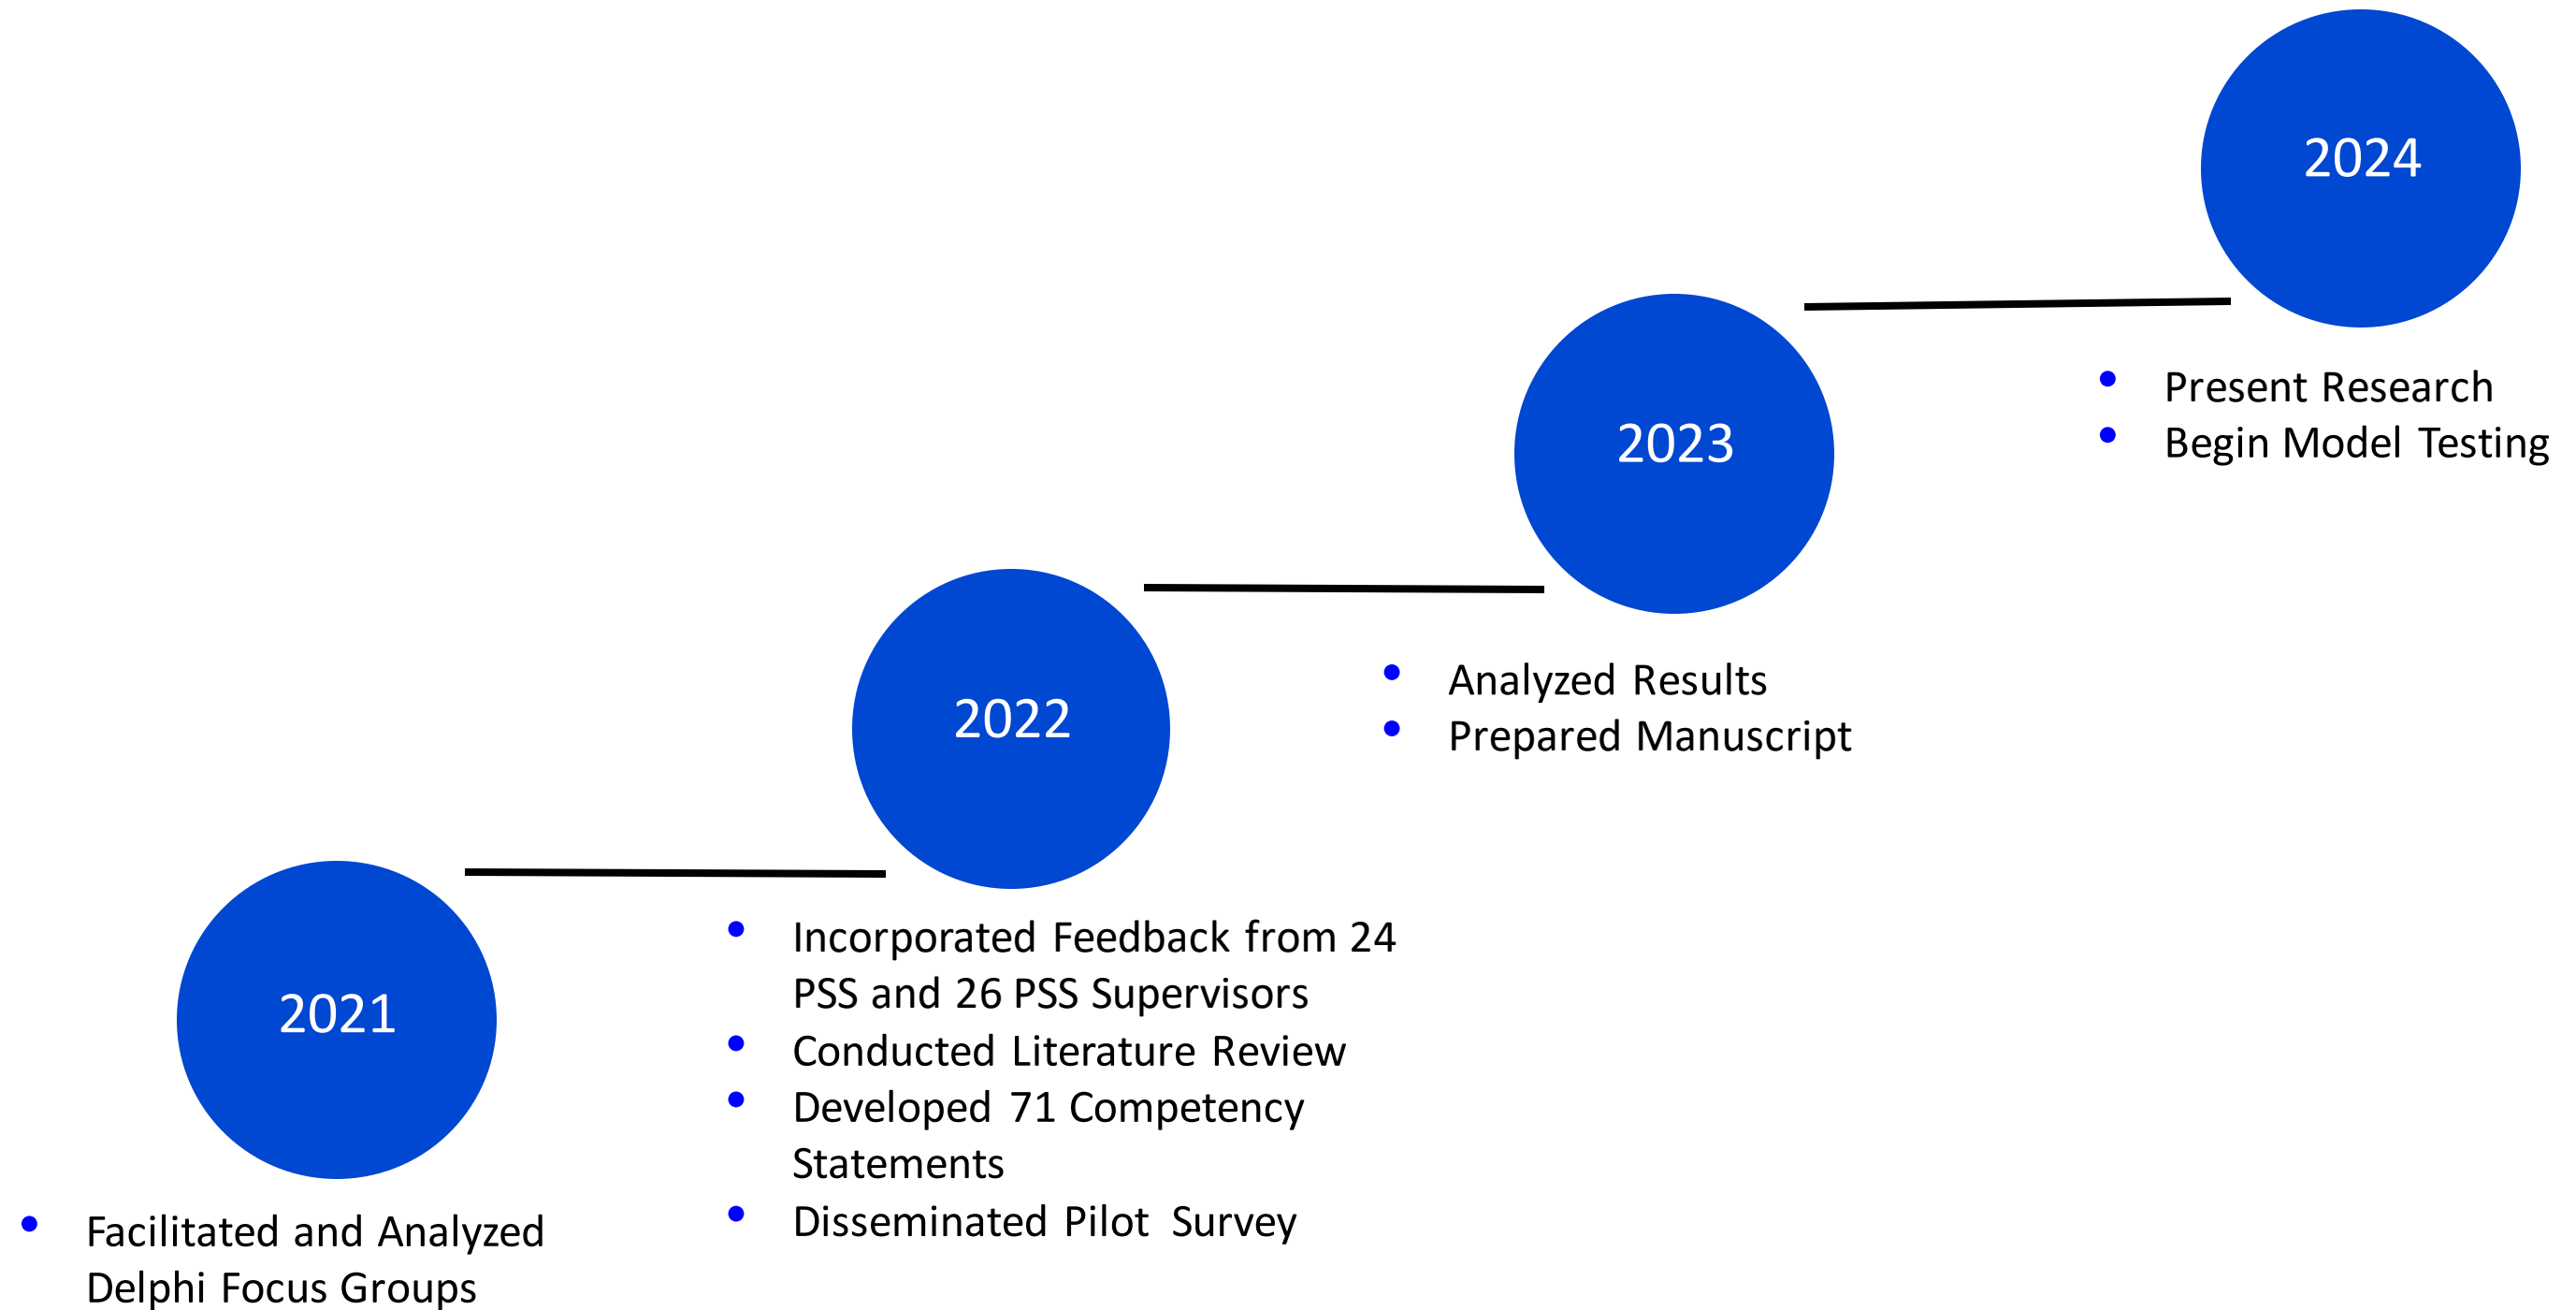 2021
• Facilitated and Analyzed
Delphi Focus Groups
2022
• Incorporated Feedback from 24
PSS and 26 PSS Supervisors
• Conducted Literature Review
• Developed 71 Competency
Statements
• Disseminated Pilot Survey
2023
• Analyzed Results
• Prepared Manuscript
2024
• Present Research
• Begin Model Testing